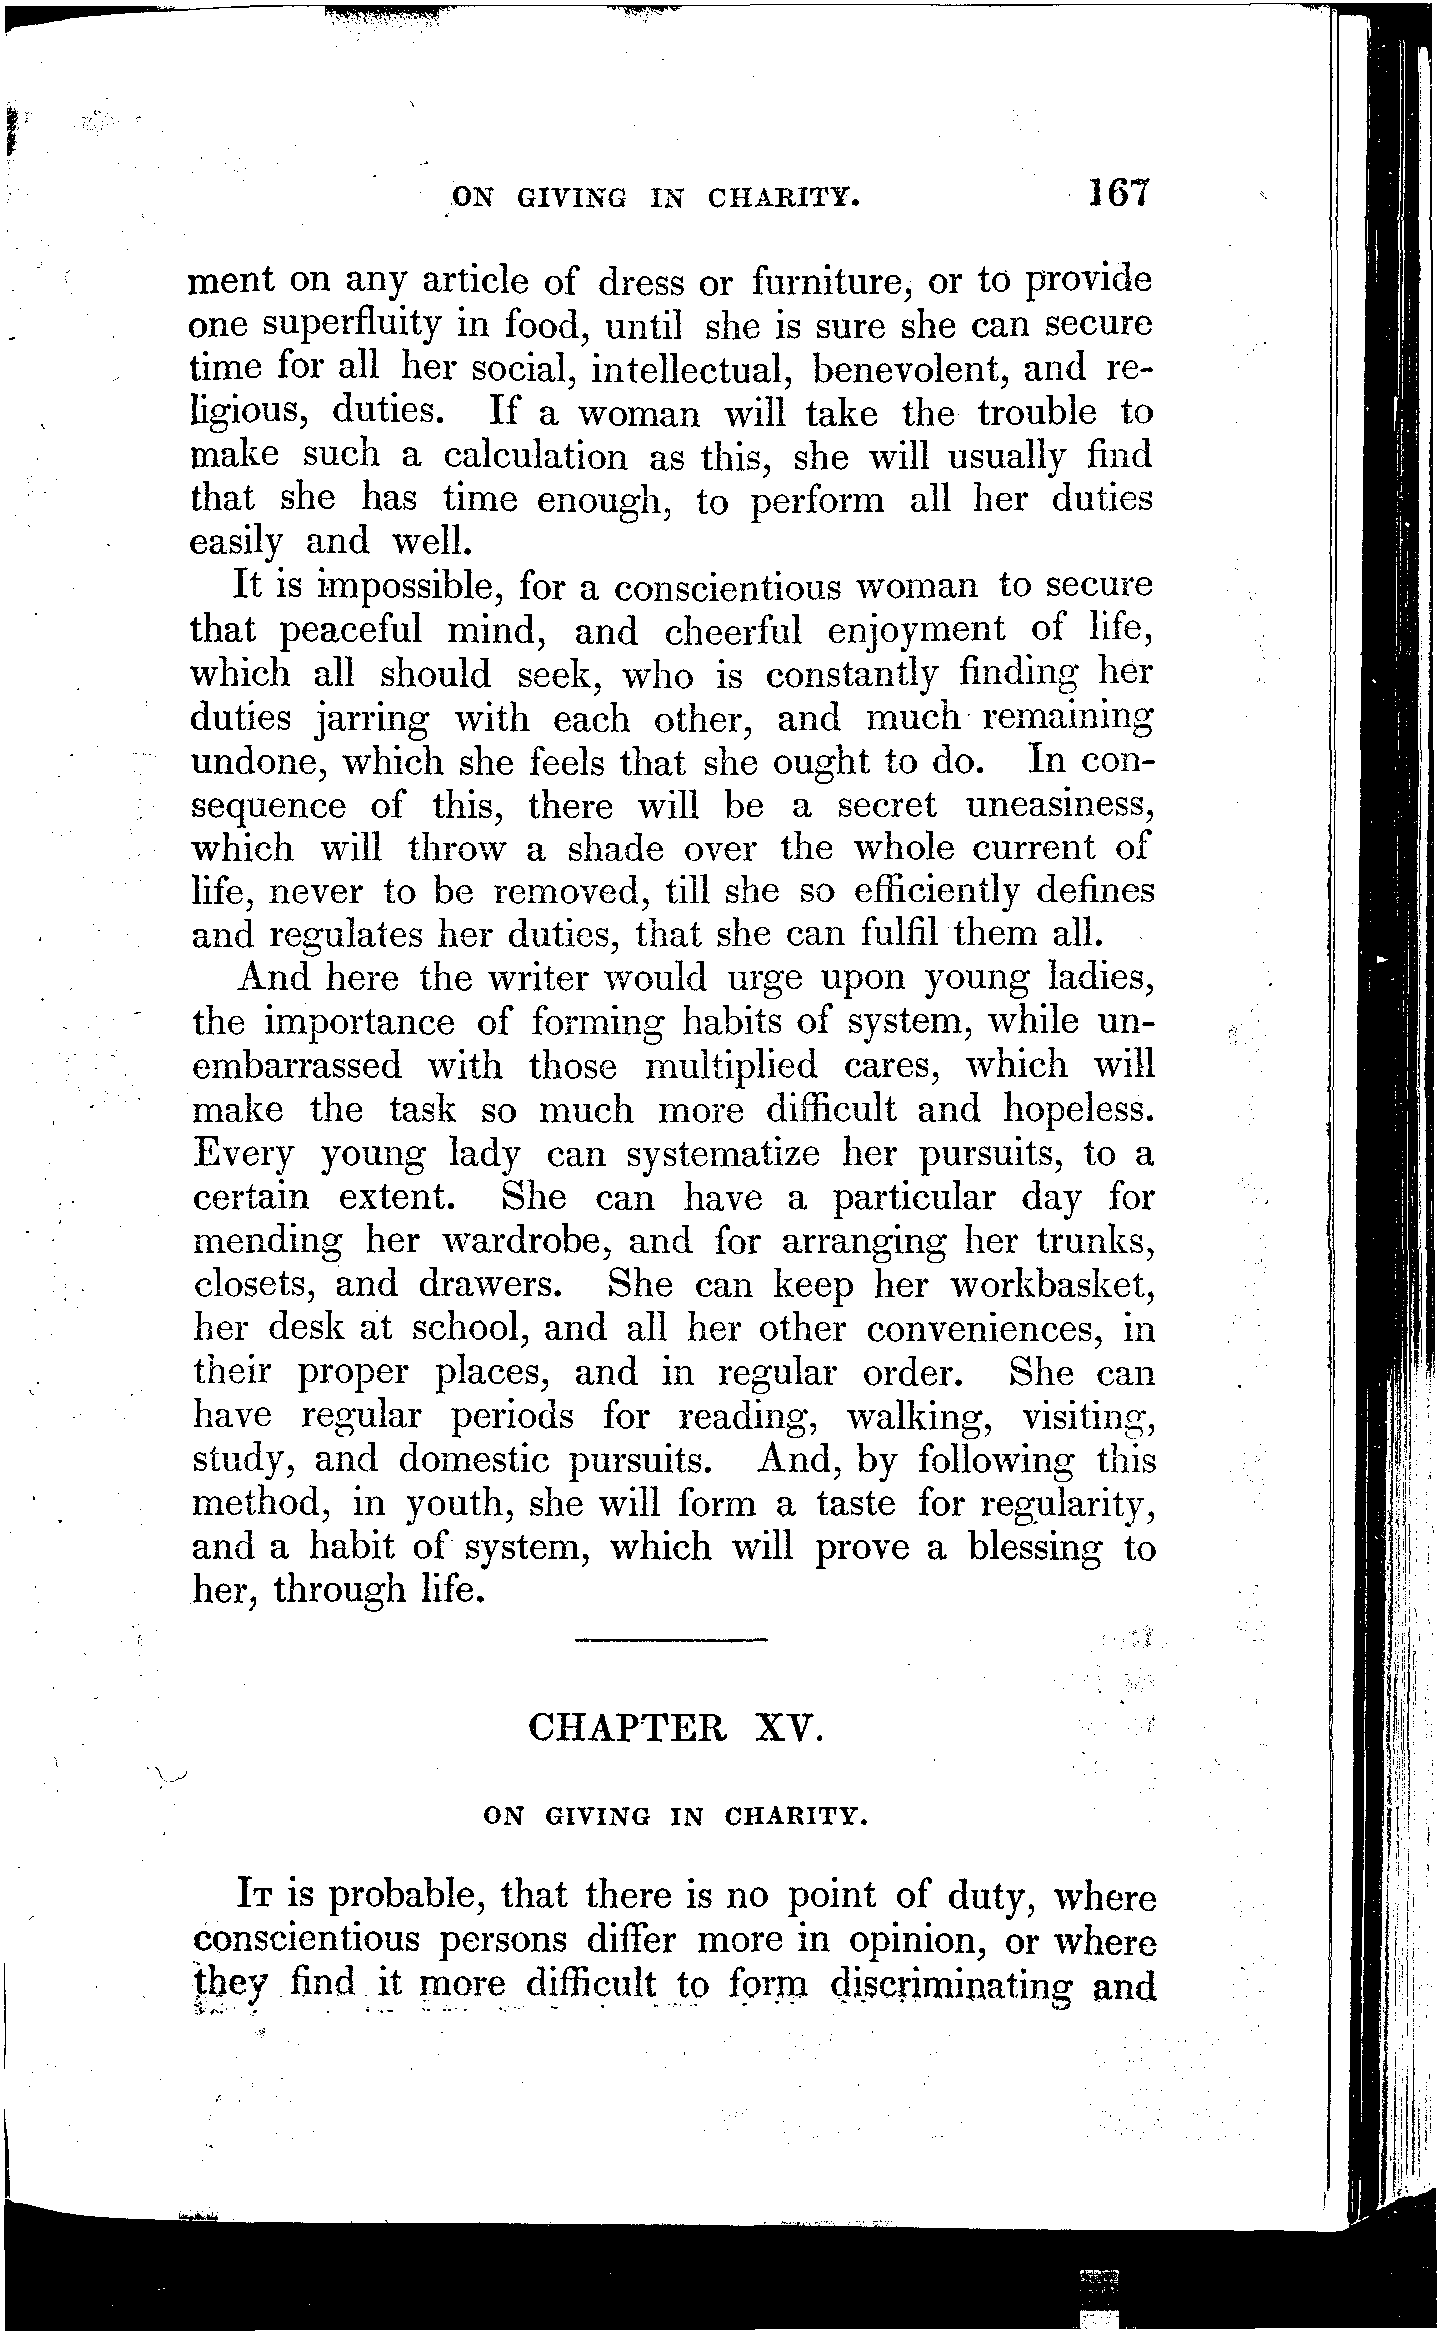 ON GIVING IN CHARITY. 167
ment on any article of dress or furniture, or to provide
one superfluity in food, until she is sure she can secure
time for all her social, intellectual, benevolent, and re-
ligious, duties. If a woman will take the trouble to
make such a calculation as this, she will usually find
that she has time enough, to perform all her duties
easily and well.
It is impossible, for a conscientious woman to secure
that peaceful mind, and cheerful enjoyment of life,
which all should seek, who is constantly finding her
duties jarring with each other, and much remaining
undone, which she feels that she ought to do. In con-
sequence of this, there will be a secret uneasiness,
which will throw a shade over the whole current of
life, never to be removed, till she so efficiently defines
and regulates her duties, that she can fulfil them all.
And here the writer would urge upon young ladies,
the importance of forming habits of system, while un-
embarrassed with those multiplied cares, which will
make the task so much more difficult and hopeless.
Every young lady can systematize her pursuits, to a
certain extent. She can have a particular day for
mending her wardrobe, and for arranging her trunks,
closets, and drawers. She can keep her workbasket,
her desk at school, and all her other conveniences, in
their proper places, and in regular order. She can
have regular periods for reading, walking, visiting,
study, and domestic pursuits. And, by following this
method, in youth, she will form a taste for regularity,
and a habit of system, which will prove a blessing to
her, through life.
CHAPTER XV.
ON GIVING IN CHARITY.
IT is probable, that there is no point of duty, where
conscientious persons differ more in opinion, or where
they find it more difficult to form discriminating and